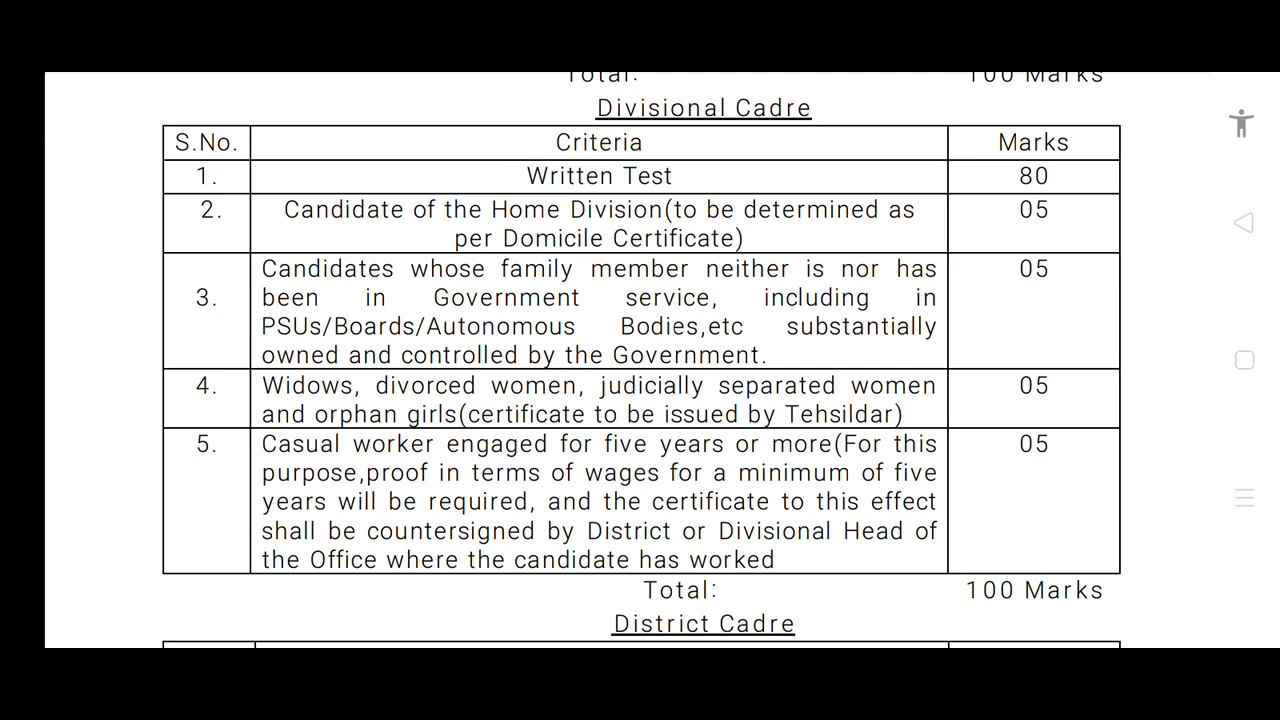 Total: 100 Marks
Divisional Cadre
S.No. Criteria Marks
1. Written Test 80
2. Candidate of the Home Division(to be determined as 05
per Domicile Certificate)
Candidates whose family member neither is nor has 05
3. been in Government service, including in
PSUs/Boards/Autonomous Bodies,etc substantially
owned and controlled by the Government.
4. Widows, divorced women, judicially separated women 05
and orphan girls(certificate to be issued by Tehsildar)
5. Casual worker engaged for five years or more(For this 05
purpose,proof in terms of wages for a minimum of five
years will be required, and the certificate to this effect
shall be countersigned by District or Divisional Head of
the Office where the candidate has worked
Total: 100 Marks
District Cadre